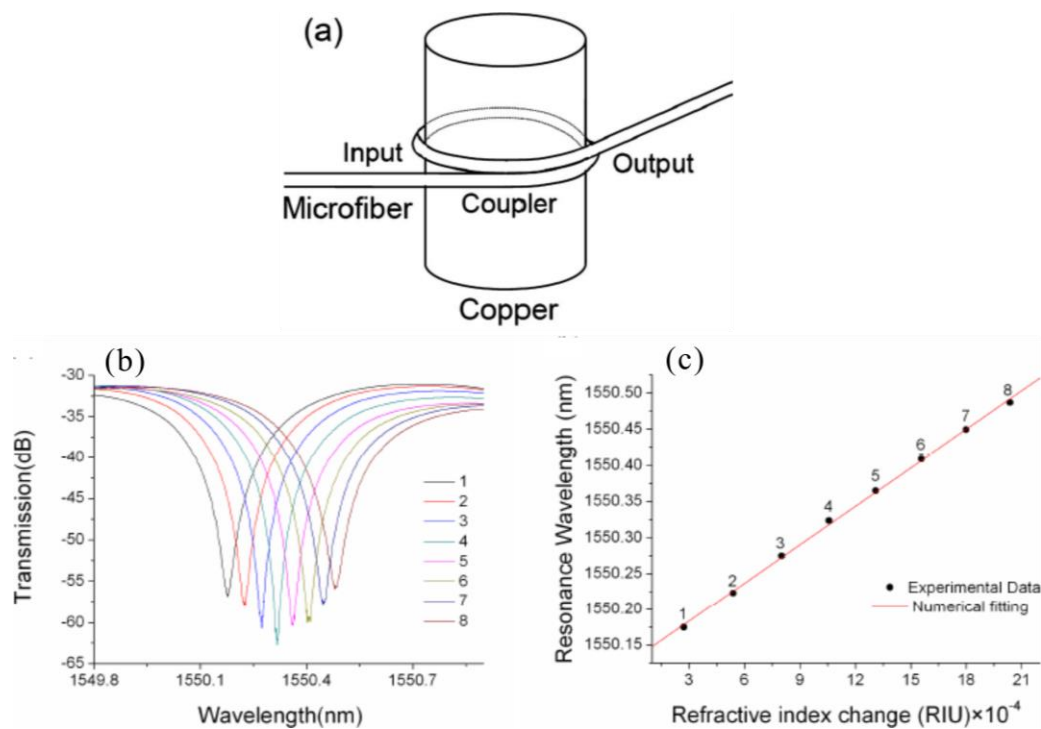 (a)
Input
Output
Microfiber
Coupler
Copper
(b)
-30
-35
-40
-45
-50
-55
-60
-65
Transmission(dB)
1
2
3
4
5
6
7
8
1549.8
1550.1
1550.4
1550.7
Wavelength(nm)
(c)
1550.50
1550.45
1550.40
1550.35
1550.30
1550.25
1550.20
1550.15
Resonance Wavelength (nm)
1
2
3
4
5
6
7
8
Experimental Data
Numerical fitting
3 6 9 12 15 18 21
Refractive index change (RIU)×10-4